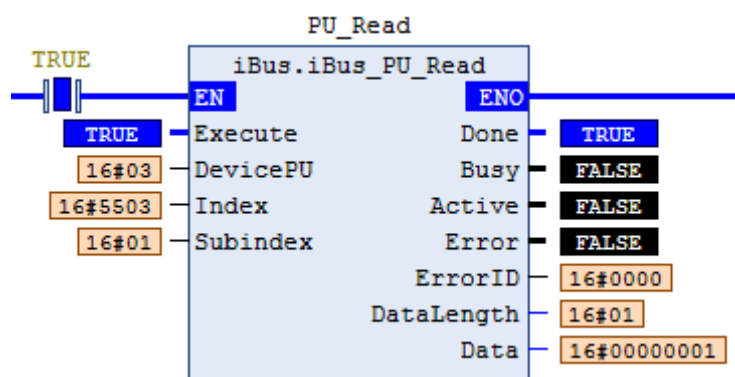 PU_Read
TRUE
iBus.iBus_PU_Read
EN ENO
TRUE Execute Done TRUE
16#03 DevicePU Busy FALSE
16#5503 Index Active FALSE
16#01 Subindex Error FALSE
ErrorID 16#0000
DataLength 16#01
Data 16#00000001